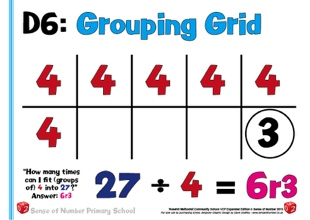 D6: Grouping Grid
4 4 4 4 4
4 3
"How many times
can I fit (groups
of) 4 into 27?"
Answer: 6r3
27 ÷ 4 = 6r3
Sense of Number Primary School